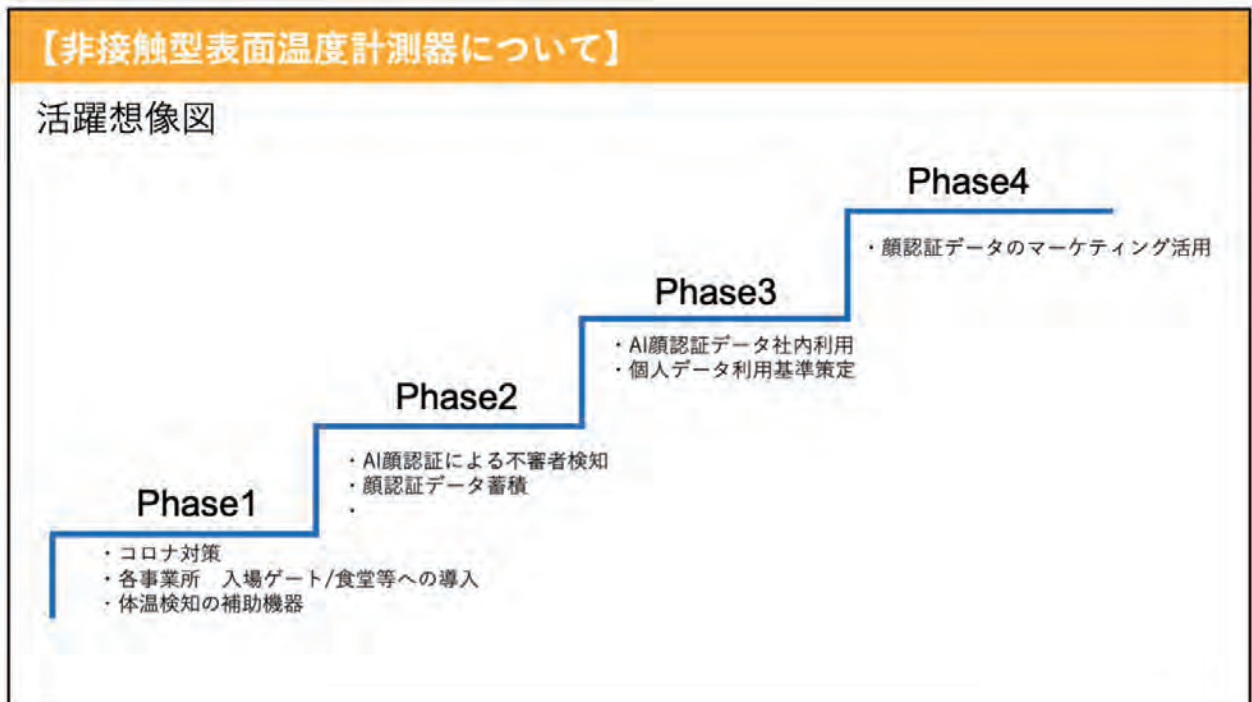 【非接触型表面温度計測器について】
活躍想像図
Phase1
・コロナ対策
・各事業所　入場ゲート/食堂等への導入
・体温検知の補助機器
Phase2
・AI顔認証による不審者検知
・顔認証データ蓄積
・
Phase3
・AI顔認証データ社内利用
・個人データ利用基準策定
Phase4
・顔認証データのマーケティング活用